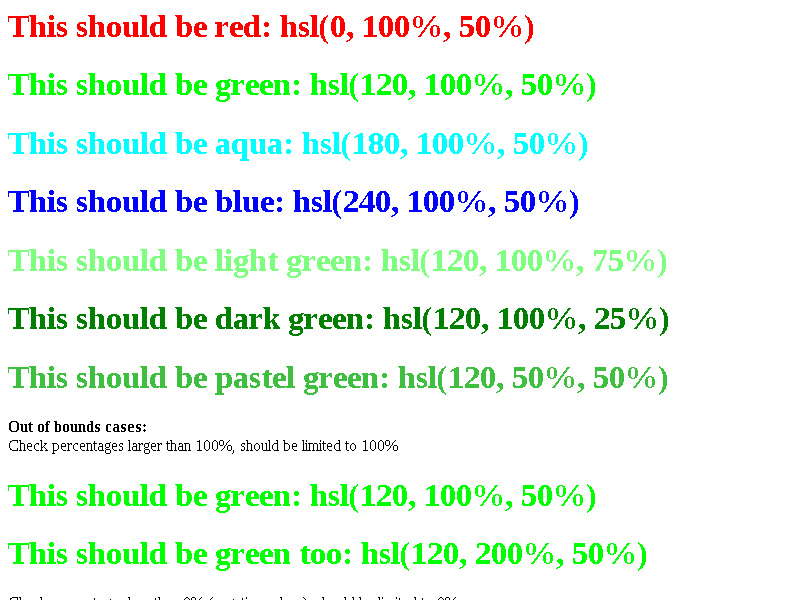 This should be red: hsl(0, 100%, 50%)
This should be green: hsl(120, 100%, 50%)
This should be aqua: hsl(180, 100%, 50%)
This should be blue: hsl(240, 100%, 50%)
This should be light green: hsl(120, 100%, 75%)
This should be dark green: hsl(120, 100%, 25%)
This should be pastel green: hsl(120, 50%, 50%)
Out of bounds cases:
Check percentages larger than 100%, should be limited to 100%
This should be green: hsl(120, 100%, 50%)
This should be green too: hsl(120, 200%, 50%)